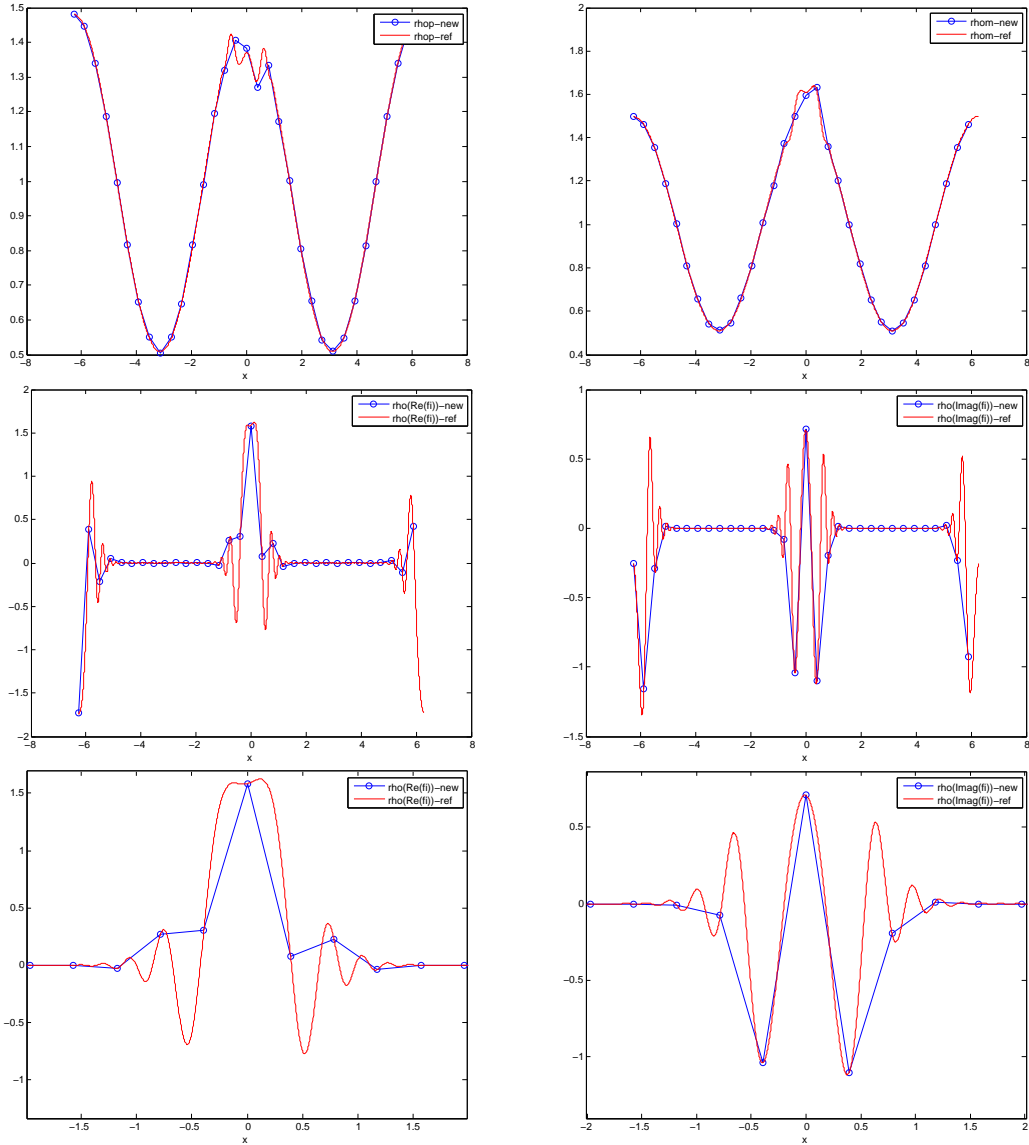 1.5
1.4
1.3
1.2
1.1
1
0.9
0.8
0.7
0.6
0.5
−8 −6 −4 −2 0 2 4 6 8
x
rhop−new
rhop−ref
2
1.8
1.6
1.4
1.2
1
0.8
0.6
0.4
−8 −6 −4 −2 0 2 4 6 8
x
rhom−new
rhom−ref
2
1.5
1
0.5
0
−0.5
−1
−1.5
−2
−8 −6 −4 −2 0 2 4 6 8
x
rho(Re(fi))−new
rho(Re(fi))−ref
1
0.5
0
−0.5
−1
−1.5
−8 −6 −4 −2 0 2 4 6 8
x
rho(Imag(fi))−new
rho(Imag(fi))−ref
1.5
1
0.5
0
−0.5
−1
−1.5 −1 −0.5 0 0.5 1 1.5
x
rho(Re(fi))−new
rho(Re(fi))−ref
0.5
0
−0.5
−1
−2 −1.5 −1 −0.5 0 0.5 1 1.5 2
x
rho(Imag(fi))−new
rho(Imag(fi))−ref